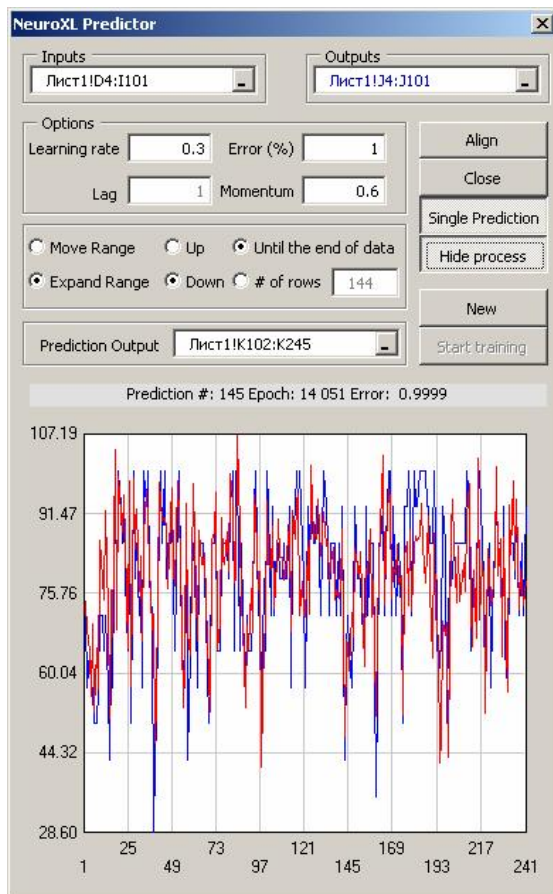 NeuroXL Predictor
Inputs
Outputs
Лист1!D4:I101
Лист1!J4:J101
Options
Learning rate 0.3 Error (%) 1
Lag 1 Momentum 0.6
Align
Close
Single Prediction
Hide process
Move Range Up Until the end of data
Expand Range Down # of rows 144
New
Prediction Output Лист1!K102:K245
Start training
Prediction #: 145 Epoch: 14 051 Error: 0.9999
107.19
91.47
75.76
60.04
44.32
28.60
25 73 121 169 217
1 49 97 145 193 241